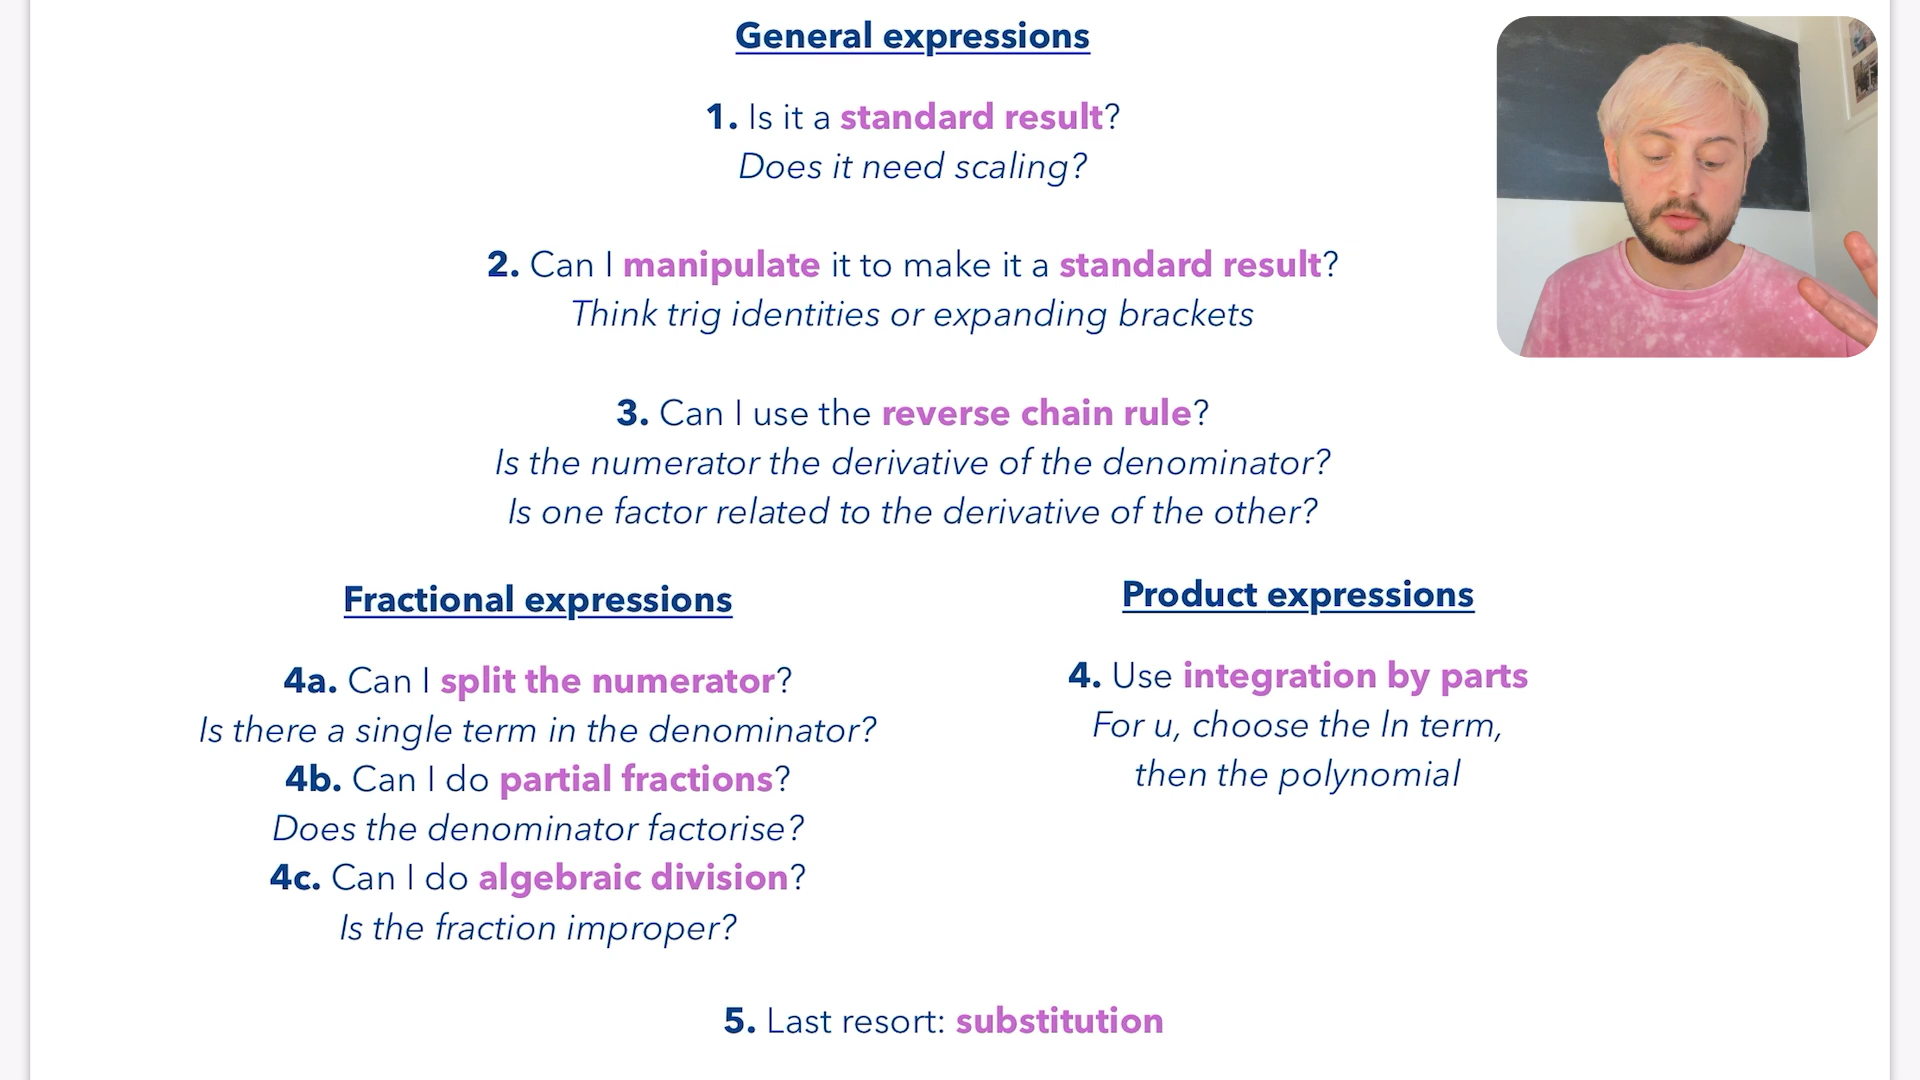 General expressions
1. Is it a standard result?
Does it need scaling?
2. Can I manipulate it to make it a standard result?
Think trig identities or expanding brackets
3. Can I use the reverse chain rule?
Is the numerator the derivative of the denominator?
Is one factor related to the derivative of the other?
Fractional expressions
4a. Can I split the numerator?
Is there a single term in the denominator?
4b. Can I do partial fractions?
Does the denominator factorise?
4c. Can I do algebraic division?
Is the fraction improper?
Product expressions
4. Use integration by parts
For u, choose the ln term,
then the polynomial
5. Last resort: substitution